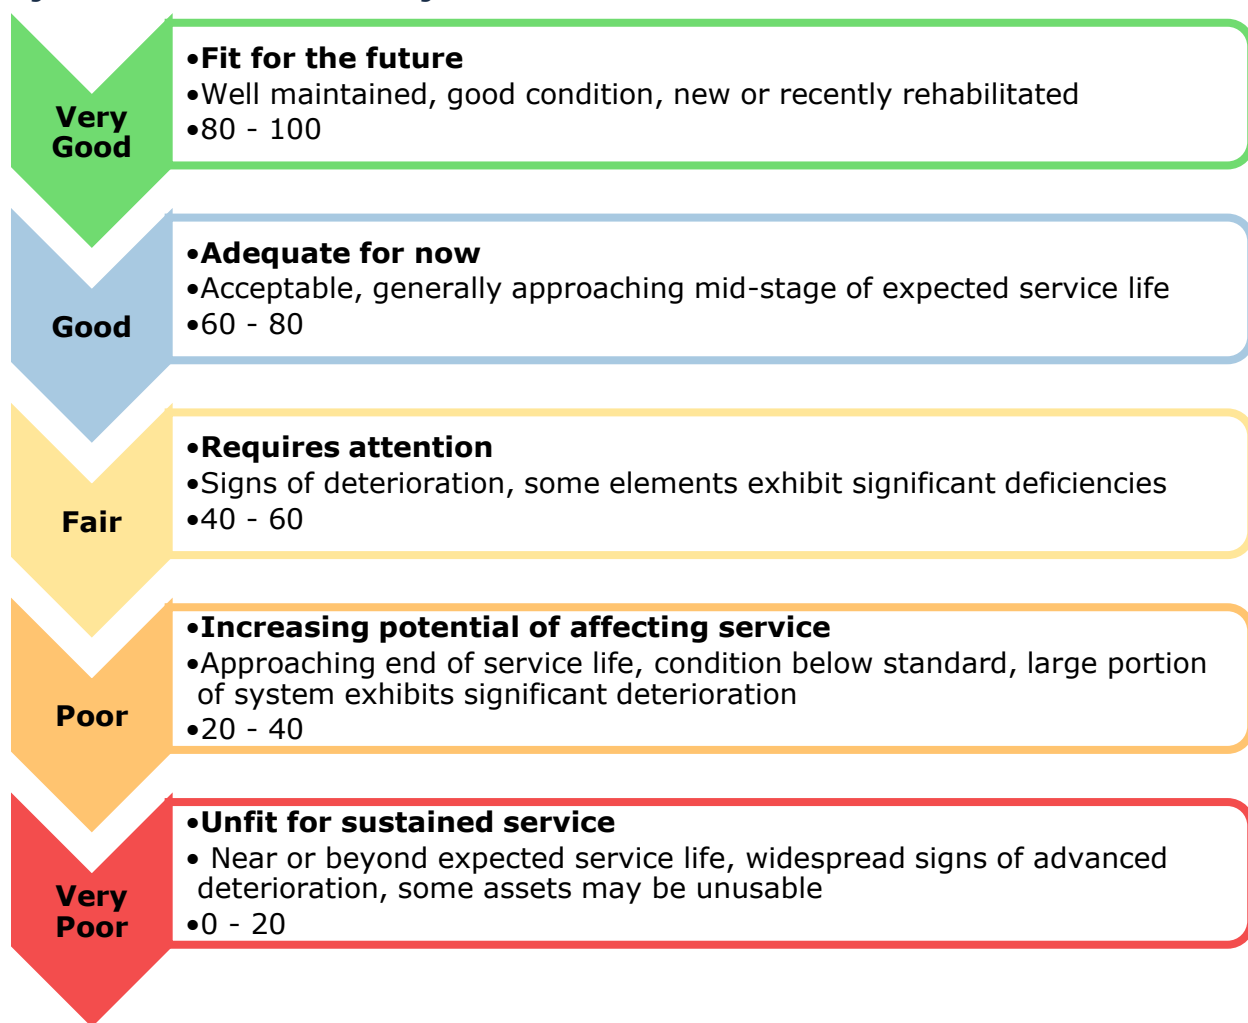 Very
Good
•Fit for the future
•Well maintained, good condition, new or recently rehabilitated
•80 - 100
Good
•Adequate for now
•Acceptable, generally approaching mid-stage of expected service life
•60 - 80
Fair
•Requires attention
•Signs of deterioration, some elements exhibit significant deficiencies
•40 - 60
Poor
•Increasing potential of affecting service
•Approaching end of service life, condition below standard, large portion
of system exhibits significant deterioration
•20 - 40
Very
Poor
•Unfit for sustained service
• Near or beyond expected service life, widespread signs of advanced
deterioration, some assets may be unusable
•0 - 20